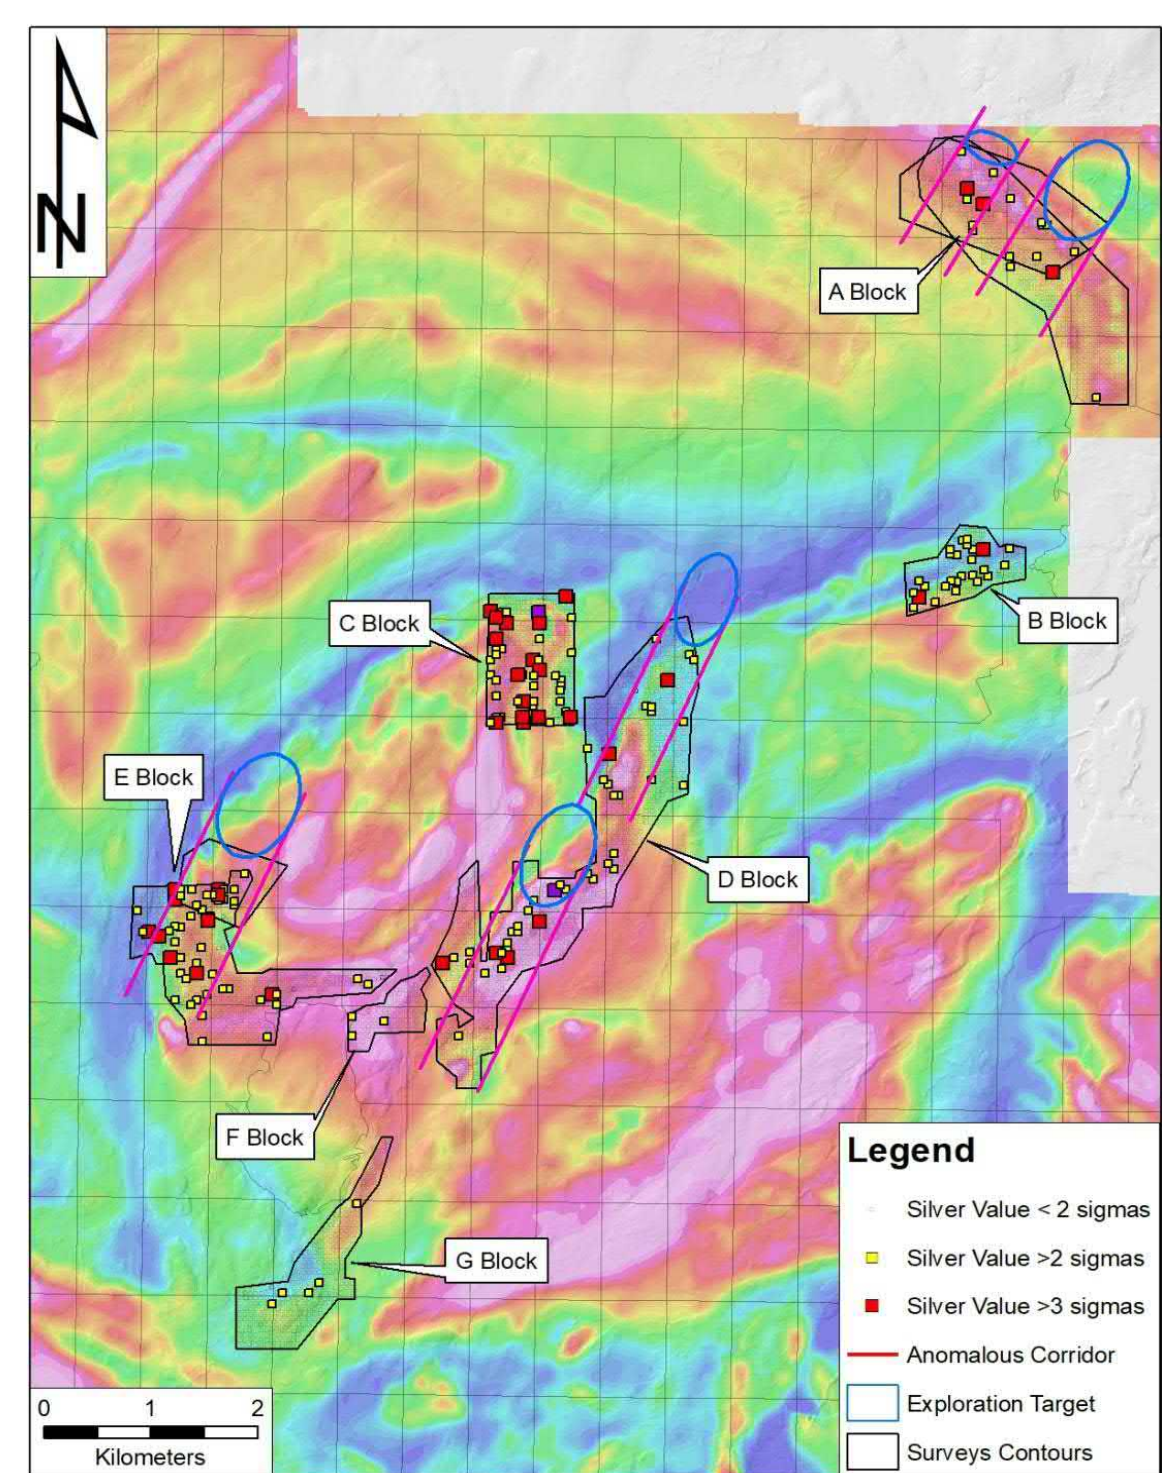 N
A Block
B Block
C Block
E Block
D Block
F Block
G Block
Legend
Silver Value < 2 sigmas
Silver Value >2 sigmas
Silver Value >3 sigmas
Anomalous Corridor
Exploration Target
Surveys Contours
0 1 2
Kilometers